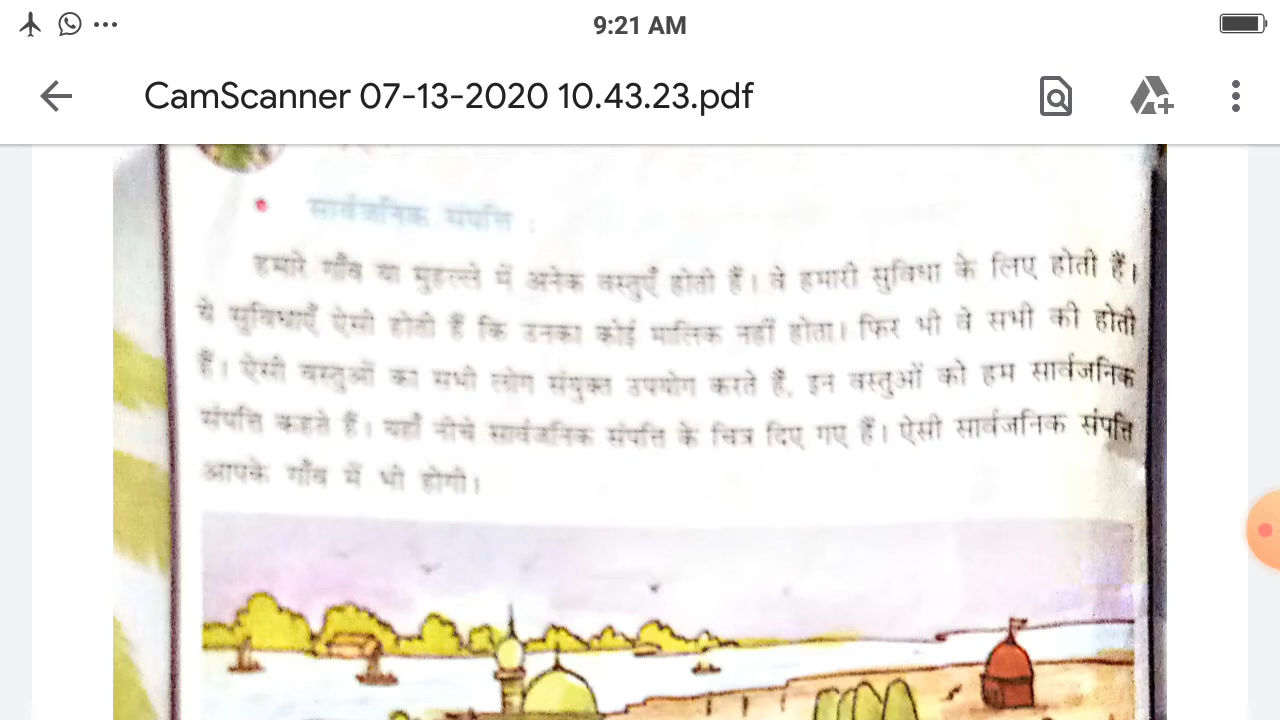 9:21 AM
CamScanner 07-13-2020 10.43.23.pdf
सार्वजनिक संपत्ति :
हमारे गाँव या मुहल्ले में अनेक वस्तुएँ होती हैं। वे हमारी सुविधा के लिए होती हैं।
ये सुविधाएँ ऐसी होती हैं कि उनका कोई मालिक नहीं होता। फिर भी वे सभी की होती
हैं। ऐसी वस्तुओं का सभी लोग संयुक्त उपयोग करते हैं, इन वस्तुओं को हम सार्वजनिक
संपत्ति कहते हैं। यहाँ नीचे सार्वजनिक संपत्ति के चित्र दिए गए हैं। ऐसी सार्वजनिक संपत्ति
आपके गाँव में भी होगी।